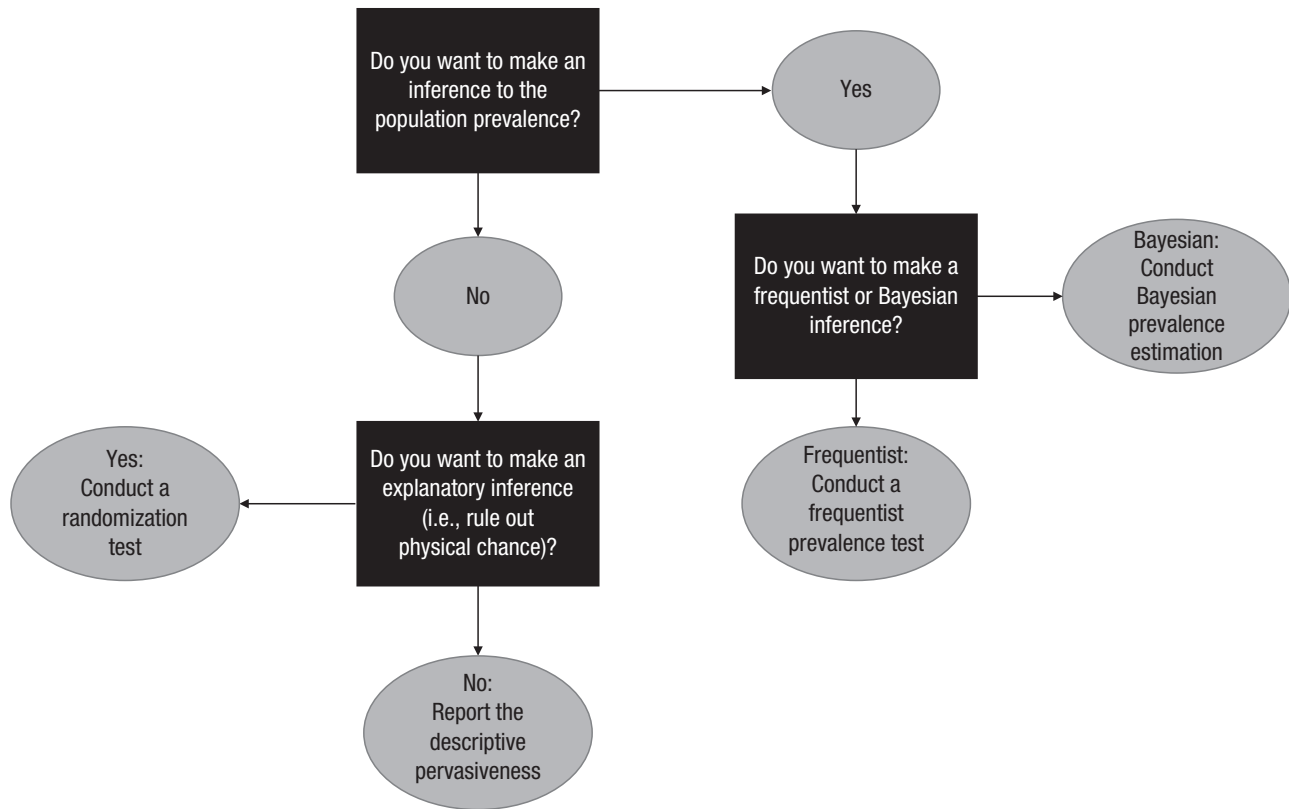 Do you want to make an
inference to the
population prevalence?
Yes
No
Do you want to make a
frequentist or Bayesian
inference?
Bayesian:
Conduct
Bayesian
prevalence
estimation
Yes:
Conduct a
randomization
test
Do you want to make an
explanatory inference
(i.e., rule out
physical chance)?
Frequentist:
Conduct a
frequentist
prevalence test
No:
Report the
descriptive
pervasiveness